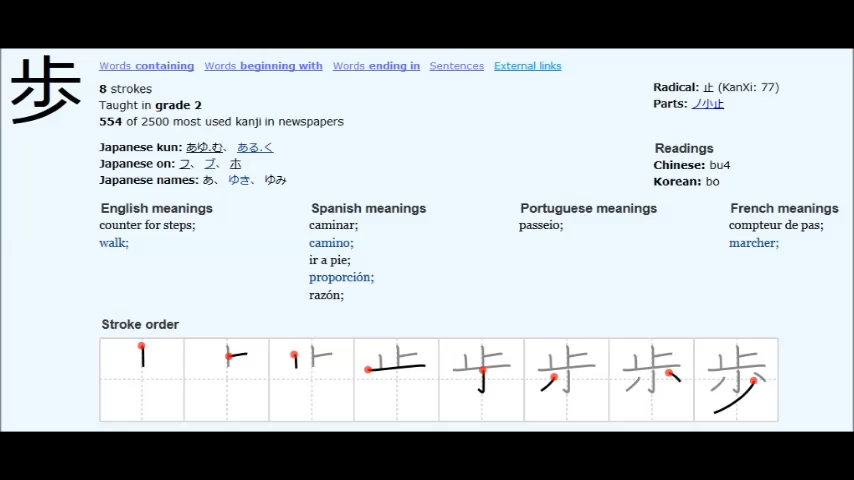 歩
Words containing Words beginning with Words ending in Sentences External links
8 strokes
Taught in grade 2
554 of 2500 most used kanji in newspapers
Radical: 止 (KanXi: 77)
Parts: ノ小止
Japanese kun: あゆ.む、 ある.く
Japanese on: フ、 ブ、 ホ
Japanese names: あ、 ゆき、 ゆみ
Readings
Chinese: bu4
Korean: bo
English meanings
counter for steps;
walk;
Spanish meanings
caminar;
camino;
ir a pie;
proporción;
razón;
Portuguese meanings
passeio;
French meanings
compteur de pas;
marcher;
Stroke order